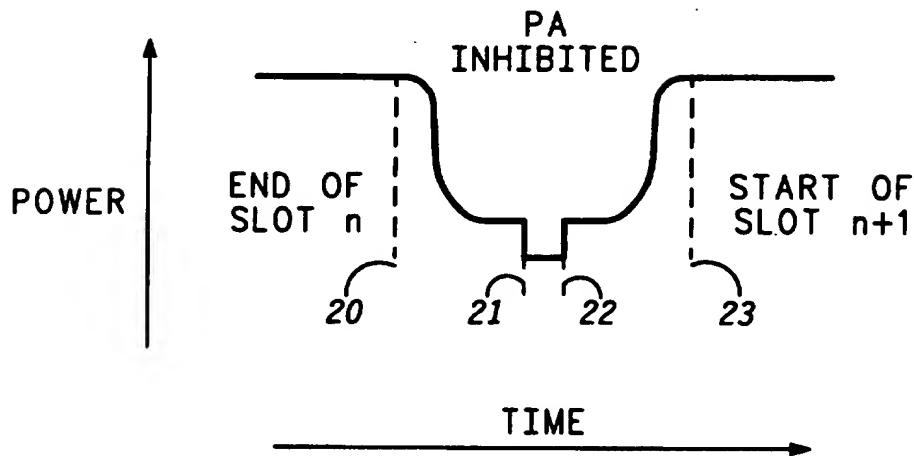 PA
INHIBITED
POWER
END OF
SLOT n
START OF
SLOT n+1
20
21
22
23
TIME